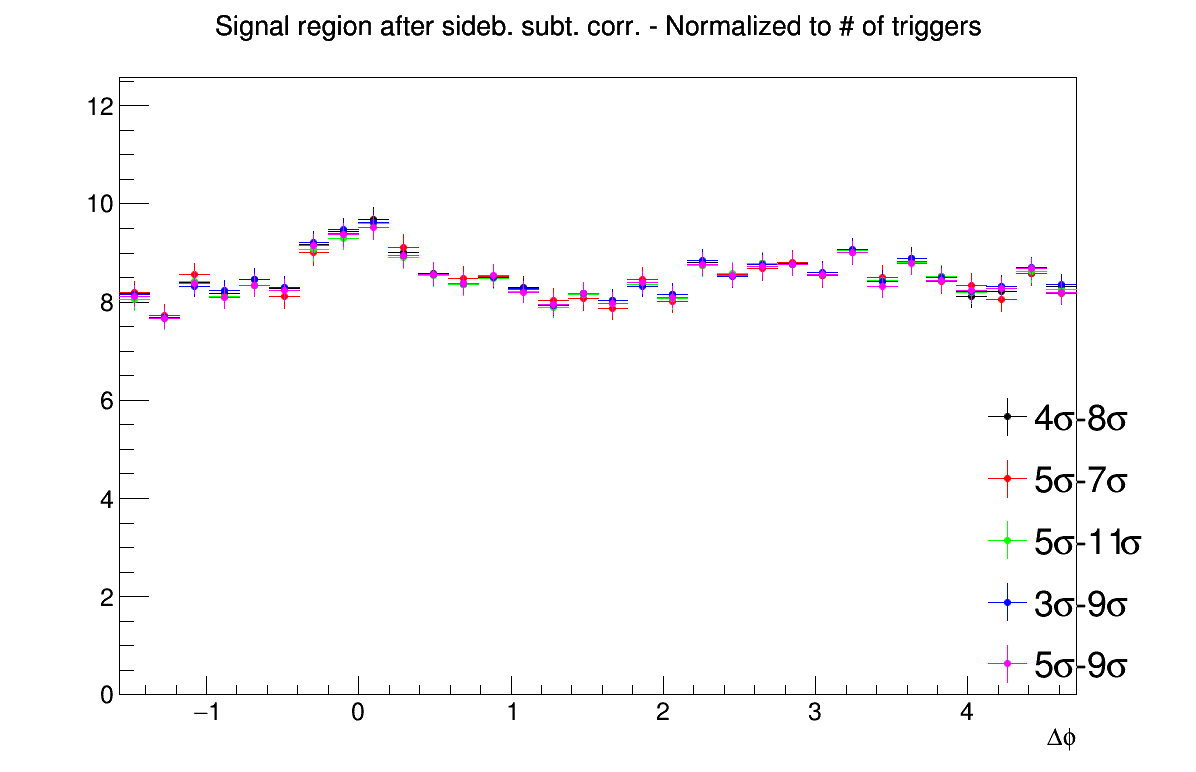 Signal region after sideb. subt. corr. - Normalized to # of triggers
12
10
8
6
4
2
0
4σ-8σ
5σ-7σ
5σ-11σ
3σ-9σ
5σ-9σ
−1 0 1 2 3 4
Δϕ